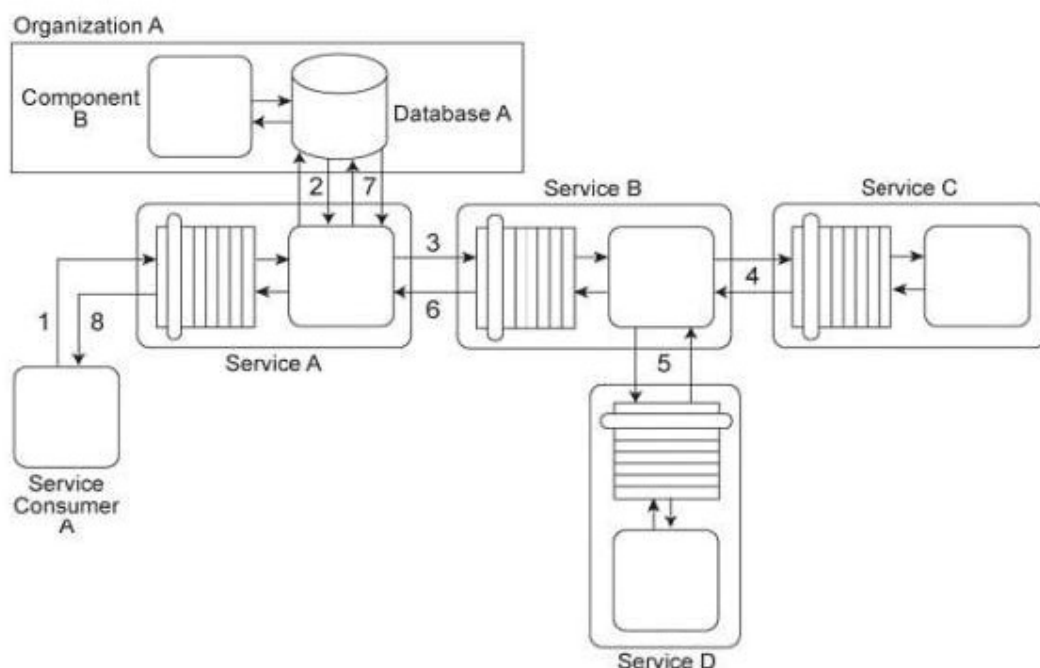 Organization A
Component
B
Database A
2
7
Service B
Service C
3
4
6
1
8
Service A
5
Service
Consumer
A
Service D